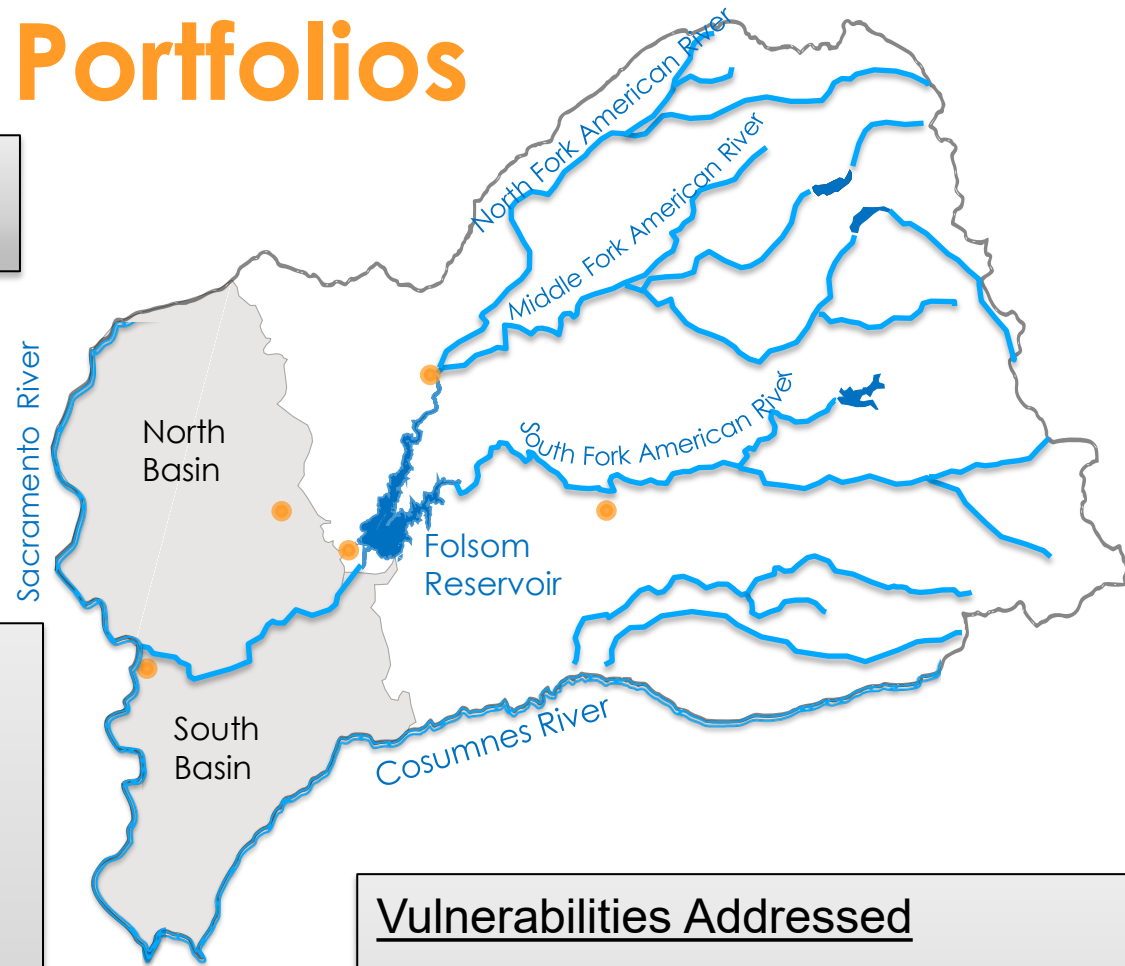 Portfolios
North Fork American River
Middle Fork American River
Sacramento River
North
Basin
South Fork American River
Folsom
Reservoir
South
Basin
Cosumnes River
Vulnerabilities Addressed